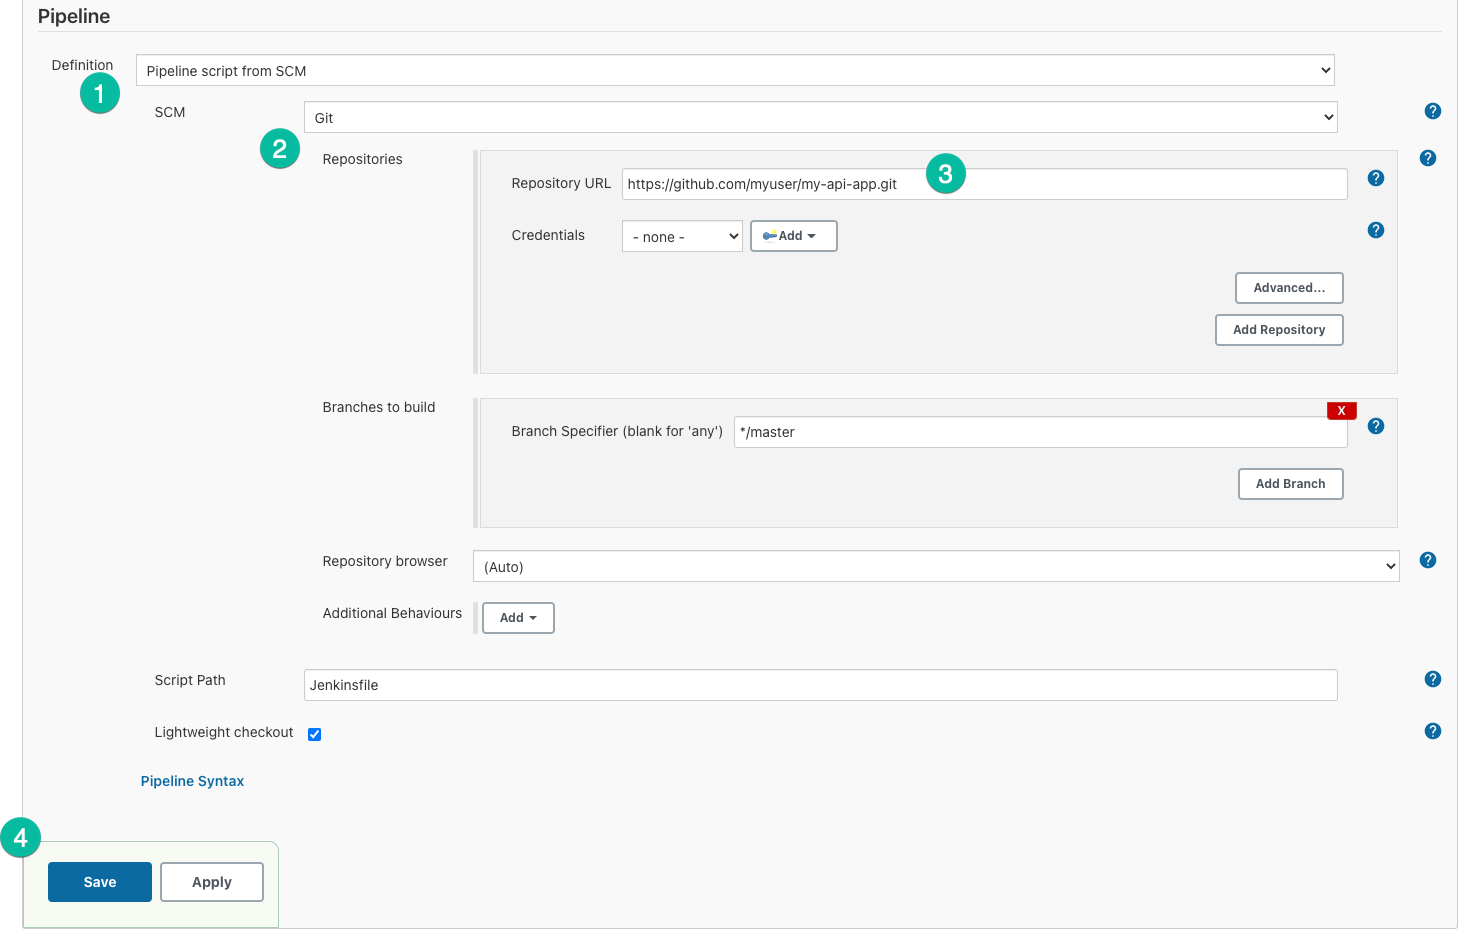 Pipeline
Definition
Pipeline script from SCM
1
SCM
Git
?
2
Repositories
?
Repository URL
https://github.com/myuser/my-api-app.git
3
?
Credentials
- none -
Add
?
Advanced...
Add Repository
Branches to build
X
Branch Specifier (blank for 'any')
*/master
?
Add Branch
Repository browser
(Auto)
?
Additional Behaviours
Add
Script Path
Jenkinsfile
?
Lightweight checkout
?
Pipeline Syntax
4
Save
Apply